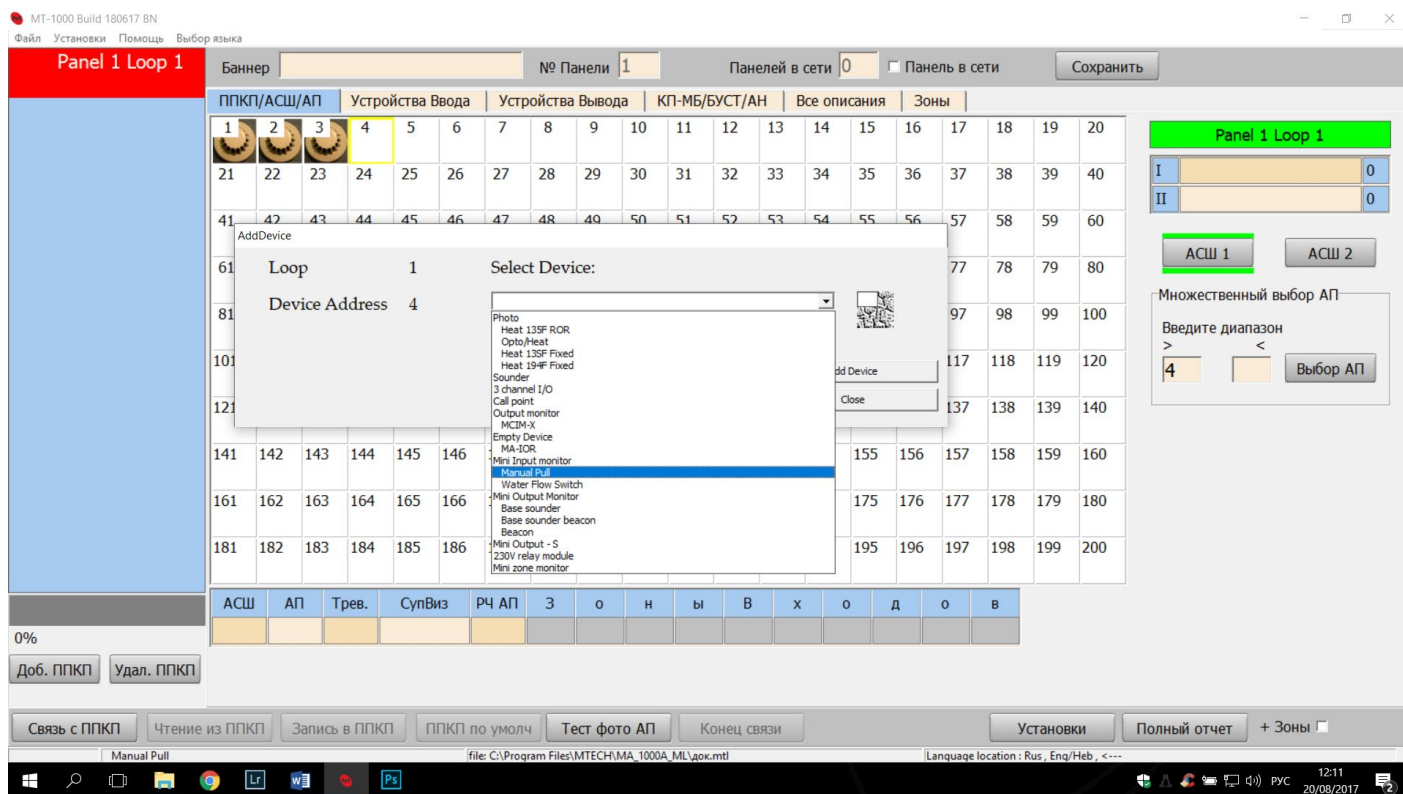 MT-1000 Build 180617 BN
Файл Установки Помощь Выбор языка
Panel 1 Loop 1
Баннер № Панели 1 Панелей в сети 0 Панель в сети Сохранить
ППКП/АСШ/АП Устройства Ввода Устройства Вывода КП-МБ/БУСТ/АН Все описания Зоны
1 2 3 4 5 6 7 8 9 10 11 12 13 14 15 16 17 18 19 20
Panel 1 Loop 1
21 22 23 24 25 26 27 28 29 30 31 32 33 34 35 36 37 38 39 40
I 0
II 0
41 42 43 44 45 46 47 48 49 50 51 52 53 54 55 56 57 58 59 60
AddDevice
АСШ 1 АСШ 2
61 77 78 79 80
Loop 1 Select Device:
Device Address 4
81 97 98 99 100
Множественный выбор АП
Введите диапазон
> <
4 Выбор АП
Photo
Heat 135F ROR
Opto/Heat
Heat 135F Fixed
Heat 194F Fixed
Sounder
3 channel I/O
Call point
Output monitor
MCIM-X
Empty Device
MA-IOR
Mini Input monitor
Manual Pull
Water Flow Switch
Mini Output Monitor
Base sounder
Base sounder beacon
Beacon
Mini Output - S
230V relay module
Mini zone monitor
dd Device
Close
101 117 118 119 120
121 137 138 139 140
141 142 143 144 145 146 155 156 157 158 159 160
161 162 163 164 165 166 175 176 177 178 179 180
181 182 183 184 185 186 195 196 197 198 199 200
АСШ АП Трев. СупВиз РЧ АП З о н ы В х о д о в
0%
Доб. ППКП Удал. ППКП
Связь с ППКП Чтение из ППКП Запись в ППКП ППКП по умолч Тест фото АП Конец связи Установки Полный отчет + Зоны
Manual Pull file: C:\Program Files\MTECH\MA_1000A_ML\док.mtl Language location : Rus , Eng/Heb , <---
Lr Ps РУС 12:11
20/08/2017 2